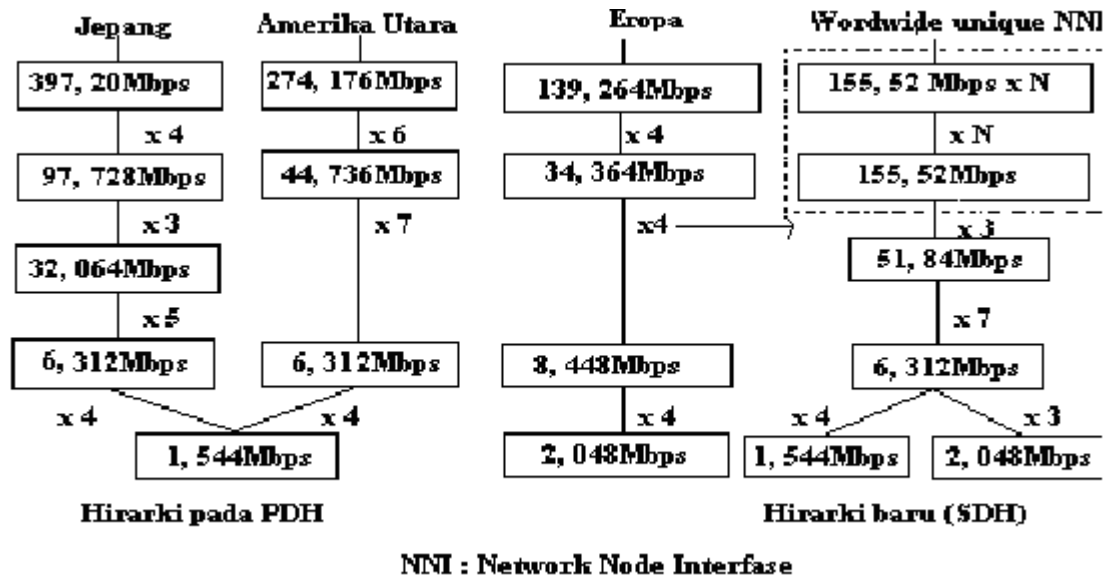 Jepang Amerika Utara Eropa Wordwide unique NNI
397, 20Mbps 274, 176Mbps 139, 264Mbps 155, 52 Mbps x N
x 4 x 6 x 4 x N
97, 728Mbps 44, 736Mbps 34, 364Mbps 155, 52Mbps
x 3 x 7 x4 x 3
32, 064Mbps 51, 84Mbps
x 5 x 7
6, 312Mbps 6, 312Mbps 8, 448Mbps 6, 312Mbps
x 4 x 4 x 4 x 4 x 3
1, 544Mbps 2, 048Mbps 1, 544Mbps 2, 048Mbps
Hirarki pada PDH Hirarki baru (SDH)
NNI : Network Node Interfase